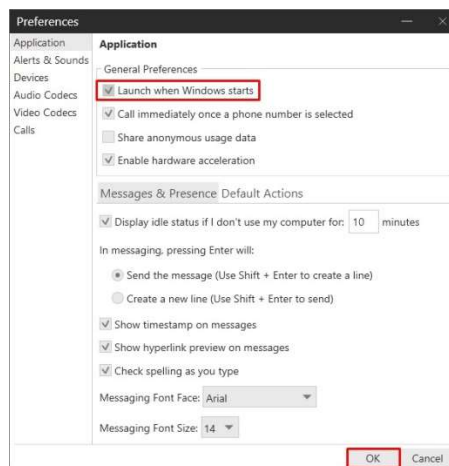 Preferences
Application
Alerts & Sounds
Devices
Audio Codecs
Video Codecs
Calls
Application
General Preferences
Launch when Windows starts
Call immediately once a phone number is selected
Share anonymous usage data
Enable hardware acceleration
Messages & Presence Default Actions
Display idle status if I don't use my computer for: 10 minutes
In messaging, pressing Enter will:
Send the message (Use Shift + Enter to create a line)
Create a new line (Use Shift + Enter to send)
Show timestamp on messages
Show hyperlink preview on messages
Check spelling as you type
Messaging Font Face: Arial
Messaging Font Size: 14
OK Cancel